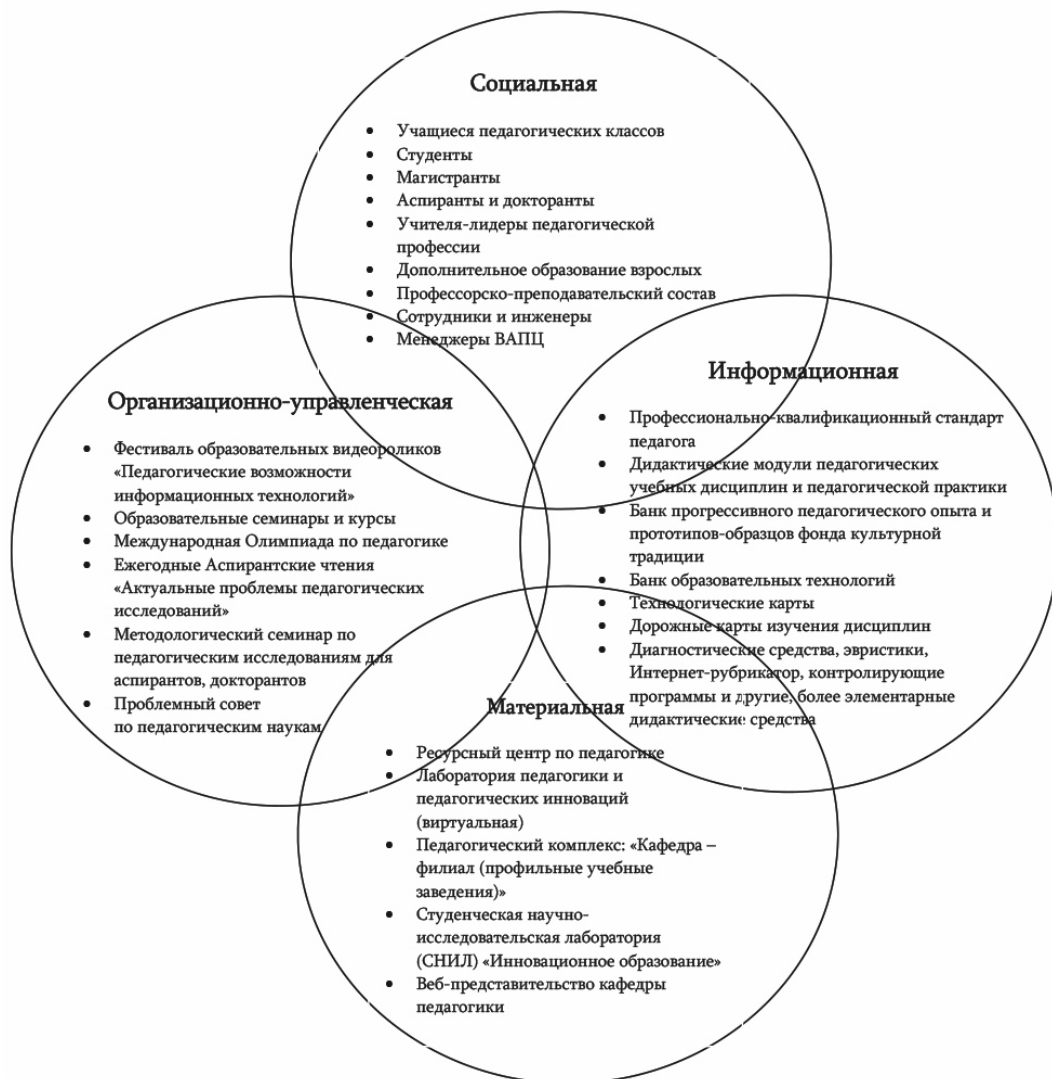 Социальная
• Учащиеся педагогических классов
• Студенты
• Магистранты
• Аспиранты и докторанты
• Учителя-лидеры педагогической
профессии
• Дополнительное образование взрослых
• Профессорско-преподавательский состав
• Сотрудники и инженеры
• Менеджеры ВАПЦ
Организационно-управленческая
• Фестиваль образовательных видеороликов
«Педагогические возможности
информационных технологий»
• Образовательные семинары и курсы
• Международная Олимпиада по педагогике
• Ежегодные Аспирантские чтения
«Актуальные проблемы педагогических
исследований»
• Методологический семинар по
педагогическим исследованиям для
аспирантов, докторантов
• Проблемный совет
по педагогическим наукам
Информационная
• Профессионально-квалификационный стандарт
педагога
• Дидактические модули педагогических
учебных дисциплин и педагогической практики
• Банк прогрессивного педагогического опыта и
прототипов-образцов фонда культурной
традиции
• Банк образовательных технологий
• Технологические карты
• Дорожные карты изучения дисциплин
• Диагностические средства, эвристики,
Интернет-рубрикатор, контролирующие
программы и другие, более элементарные
дидактические средства
Материальная
• Ресурсный центр по педагогике
• Лаборатория педагогики и
педагогических инноваций
(виртуальная)
• Педагогический комплекс: «Кафедра –
филиал (профильные учебные
заведения)»
• Студенческая научно-
исследовательская лаборатория
(СНИЛ) «Инновационное образование»
• Веб-представительство кафедры
педагогики